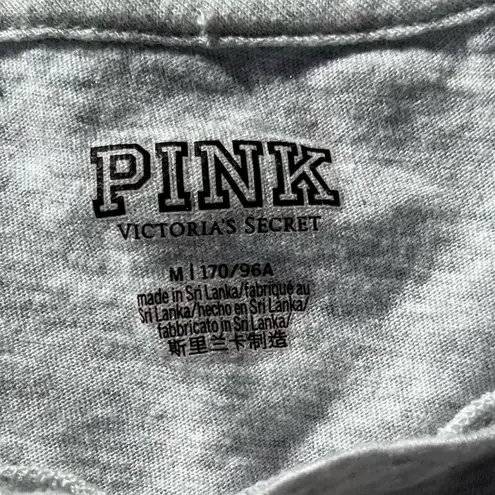 PINK
VICTORIA'S SECRET
M | 170/96A
made in Sri Lanka/fabriqué au
Sri Lanka/hecho en Sri Lanka/
fabbricato in Sri Lanka/
斯里兰卡制造